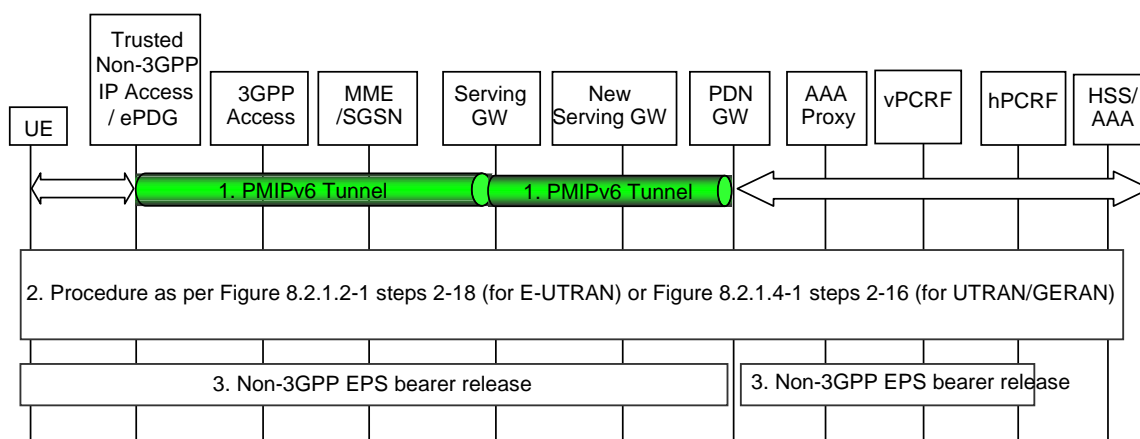 UE
Trusted
Non-3GPP
IP Access
/ ePDG
3GPP
Access
MME
/SGSN
Serving
GW
New
Serving GW
PDN
GW
AAA
Proxy
vPCRF
hPCRF
HSS/
AAA
1. PMIPv6 Tunnel
1. PMIPv6 Tunnel
2. Procedure as per Figure 8.2.1.2-1 steps 2-18 (for E-UTRAN) or Figure 8.2.1.4-1 steps 2-16 (for UTRAN/GERAN)
3. Non-3GPP EPS bearer release
3. Non-3GPP EPS bearer release